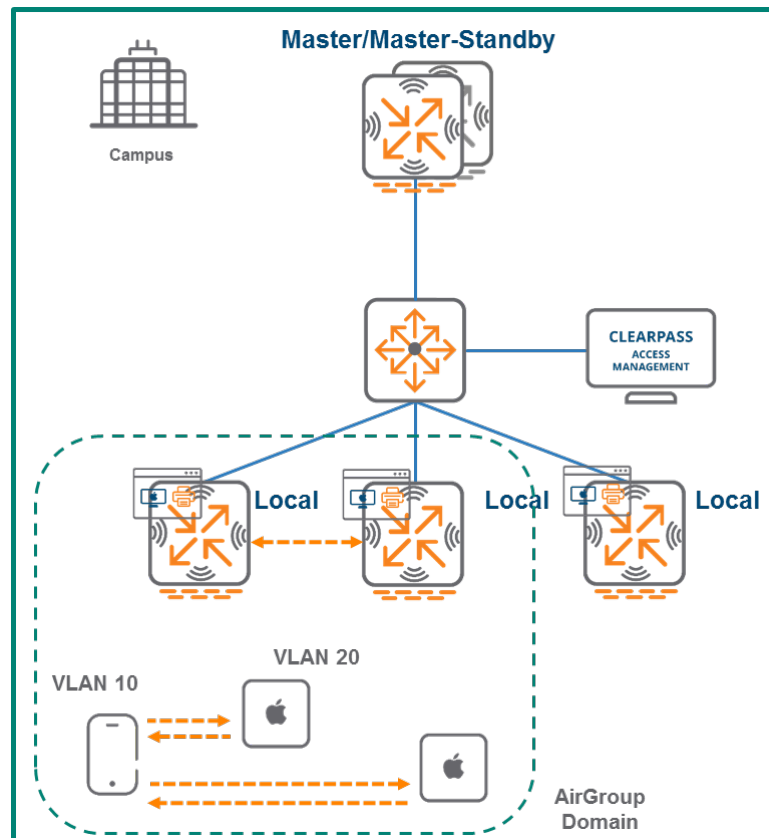 Master/Master-Standby
Campus
CLEARPASS
ACCESS
MANAGEMENT
Local
Local
Local
VLAN 20
VLAN 10
AirGroup
Domain